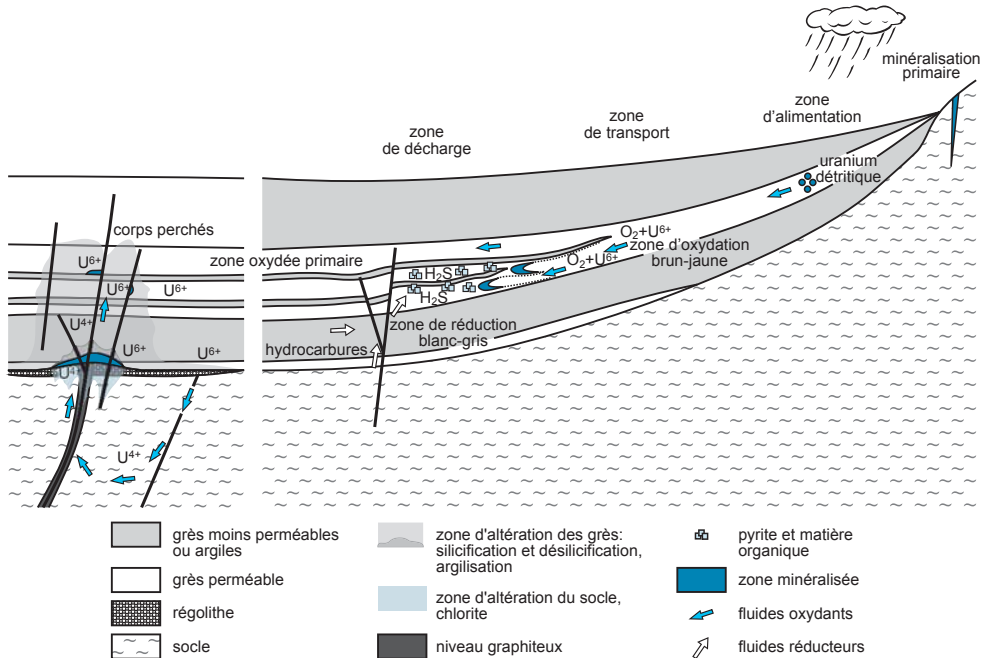 minéralisation
primaire
zone
d'alimentation
zone
de transport
zone
de décharge
uranium
détritique
corps perchés
O₂+U⁶⁺
zone d'oxydation
brun-jaune
zone oxydée primaire
O₂+U⁶⁺
U⁶⁺
H₂S
U⁶⁺
U⁶⁺
H₂S
U⁴⁺
zone de réduction
blanc-gris
U⁶⁺
U⁶⁺
hydrocarbures
U⁴⁺
U⁴⁺
grès moins perméables
ou argiles
grès perméable
régolithe
socle
zone d'altération des grès:
silicification et désilicification,
argilisation
zone d'altération du socle,
chlorite
niveau graphiteux
pyrite et matière
organique
zone minéralisée
fluides oxydants
fluides réducteurs